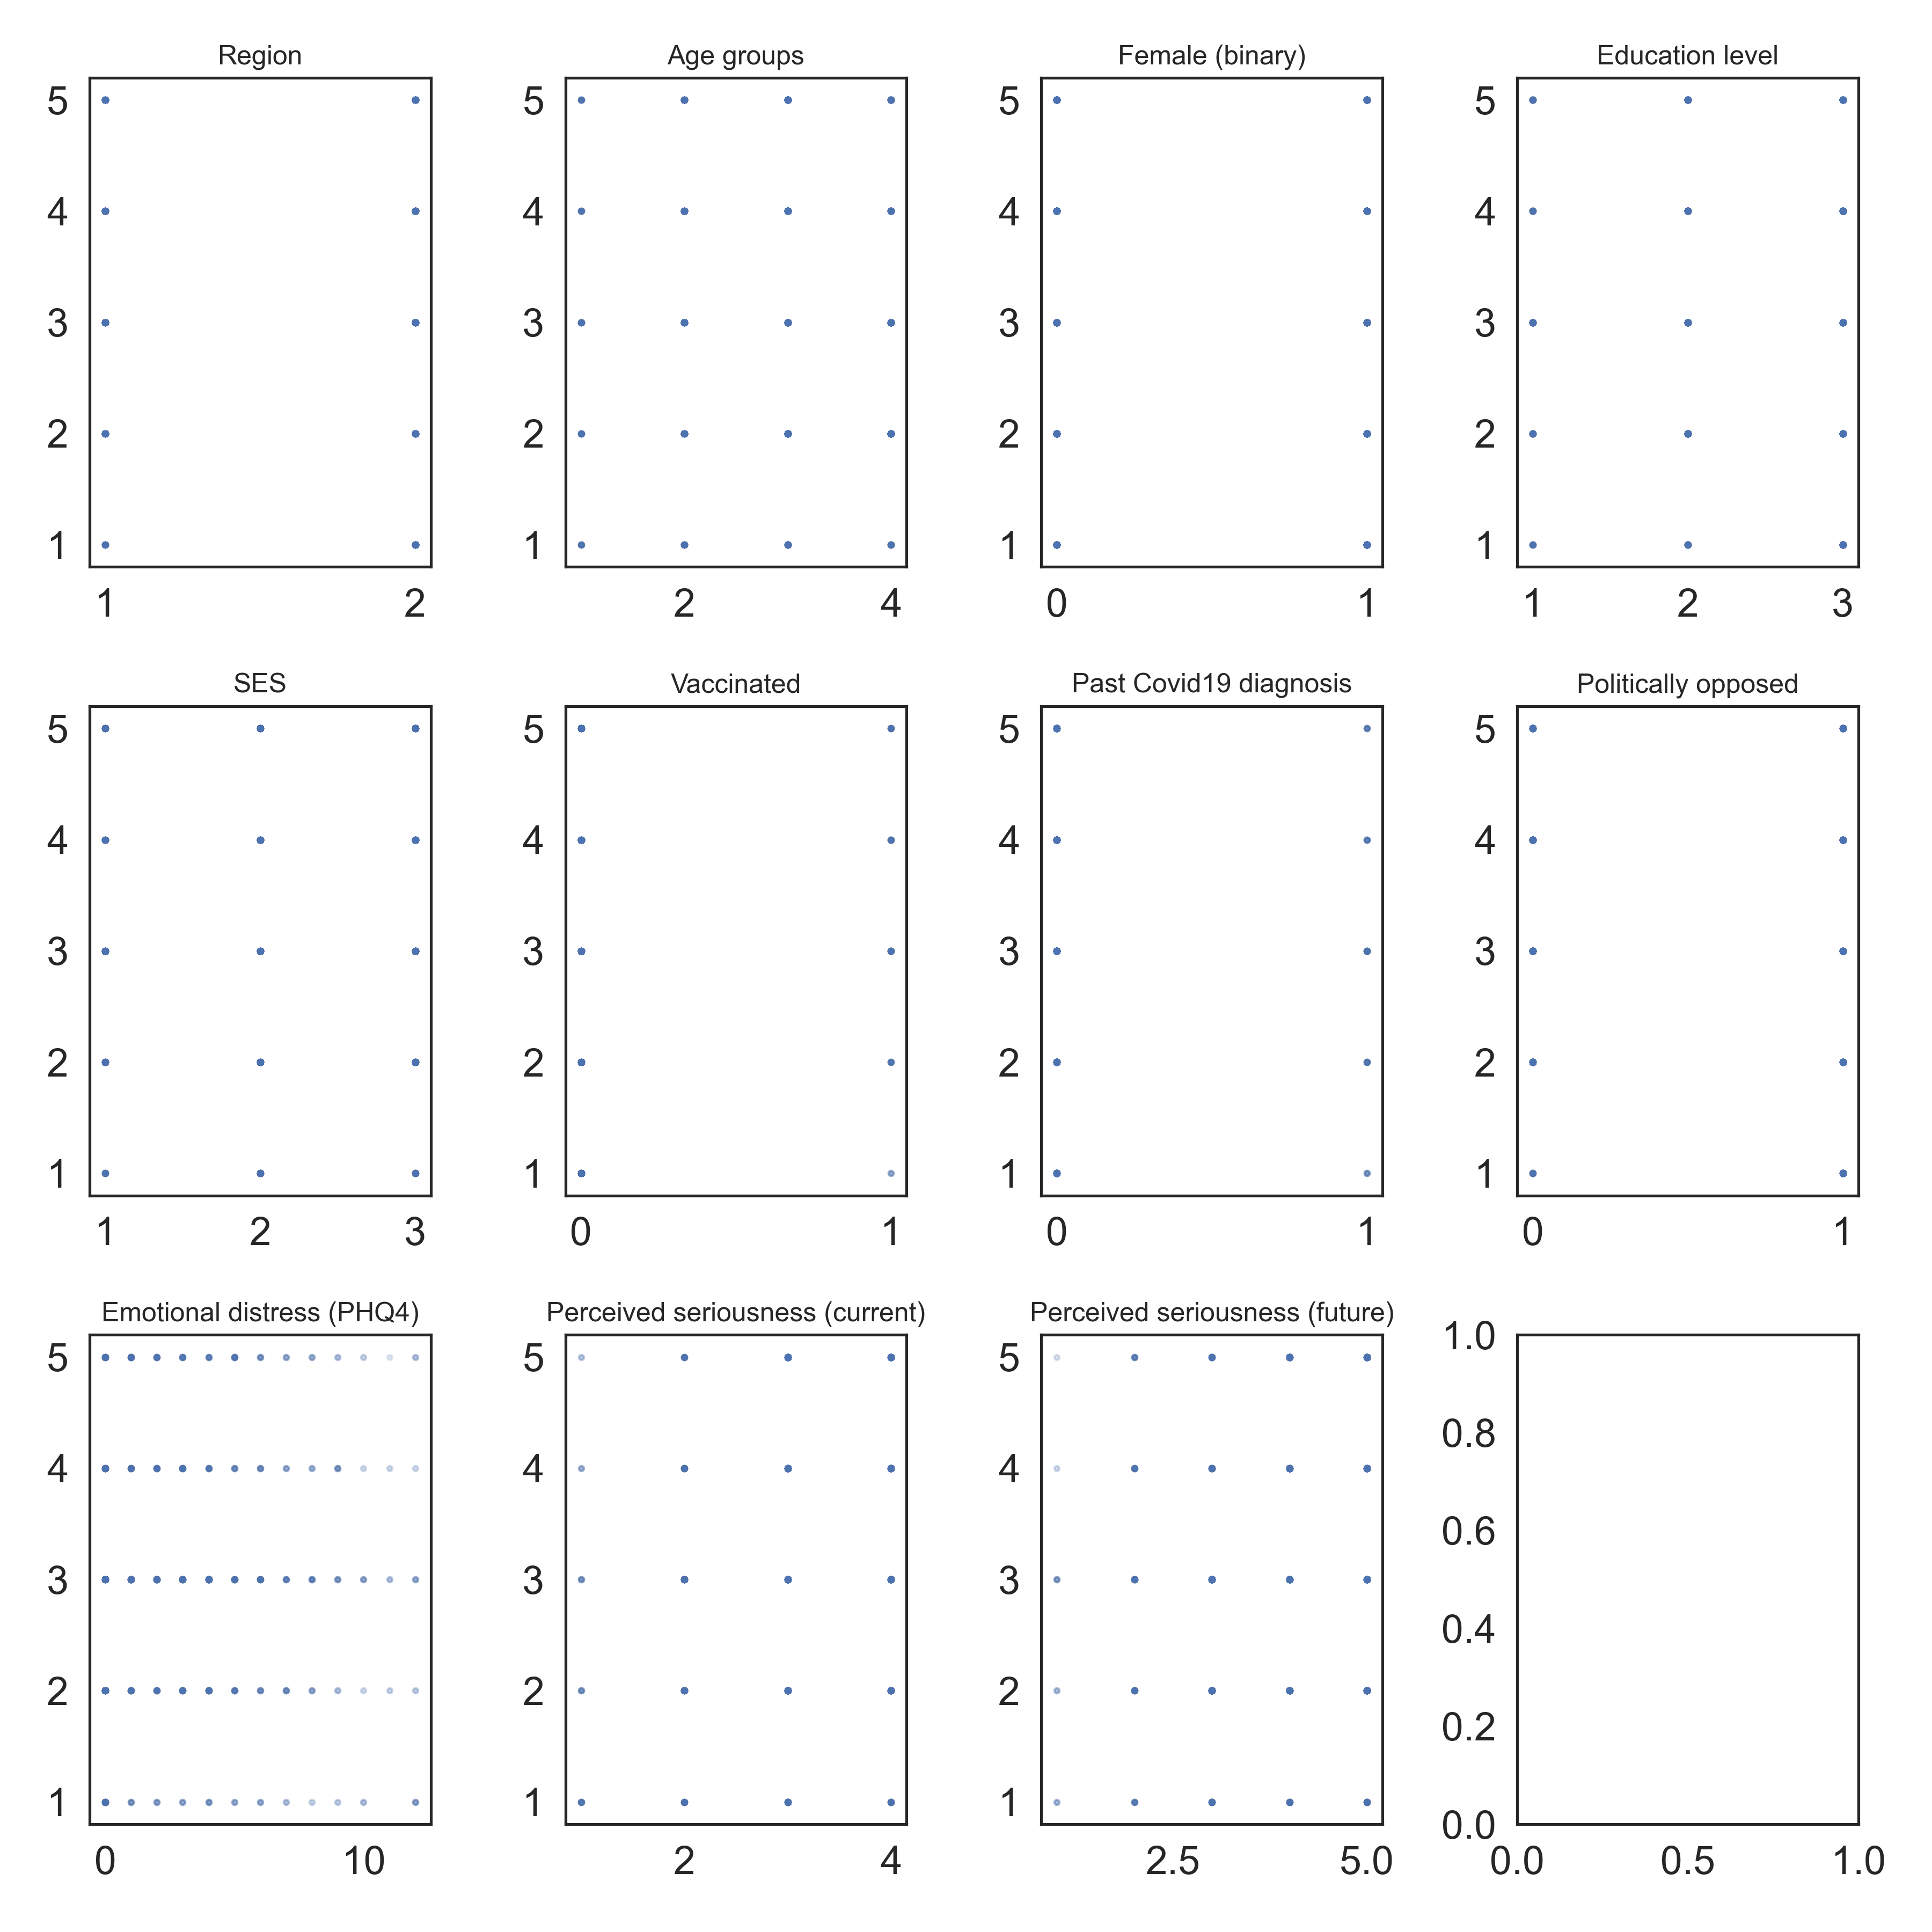 Region Age groups Female (binary) Education level
5 5 5 5
4 4 4 4
3 3 3 3
2 2 2 2
1 1 1 1
1 2 2 4 0 1 1 2 3
SES Vaccinated Past Covid19 diagnosis Politically opposed
5 5 5 5
4 4 4 4
3 3 3 3
2 2 2 2
1 1 1 1
1 2 3 0 1 0 1 0 1
Emotional distress (PHQ4) Perceived seriousness (current) Perceived seriousness (future)
5 5 5 1.0
4 4 4 0.8
3 3 3 0.6
2 2 2 0.4
1 1 1 0.2
0.0
0 10 2 4 2.5 5.0 0.0 0.5 1.0